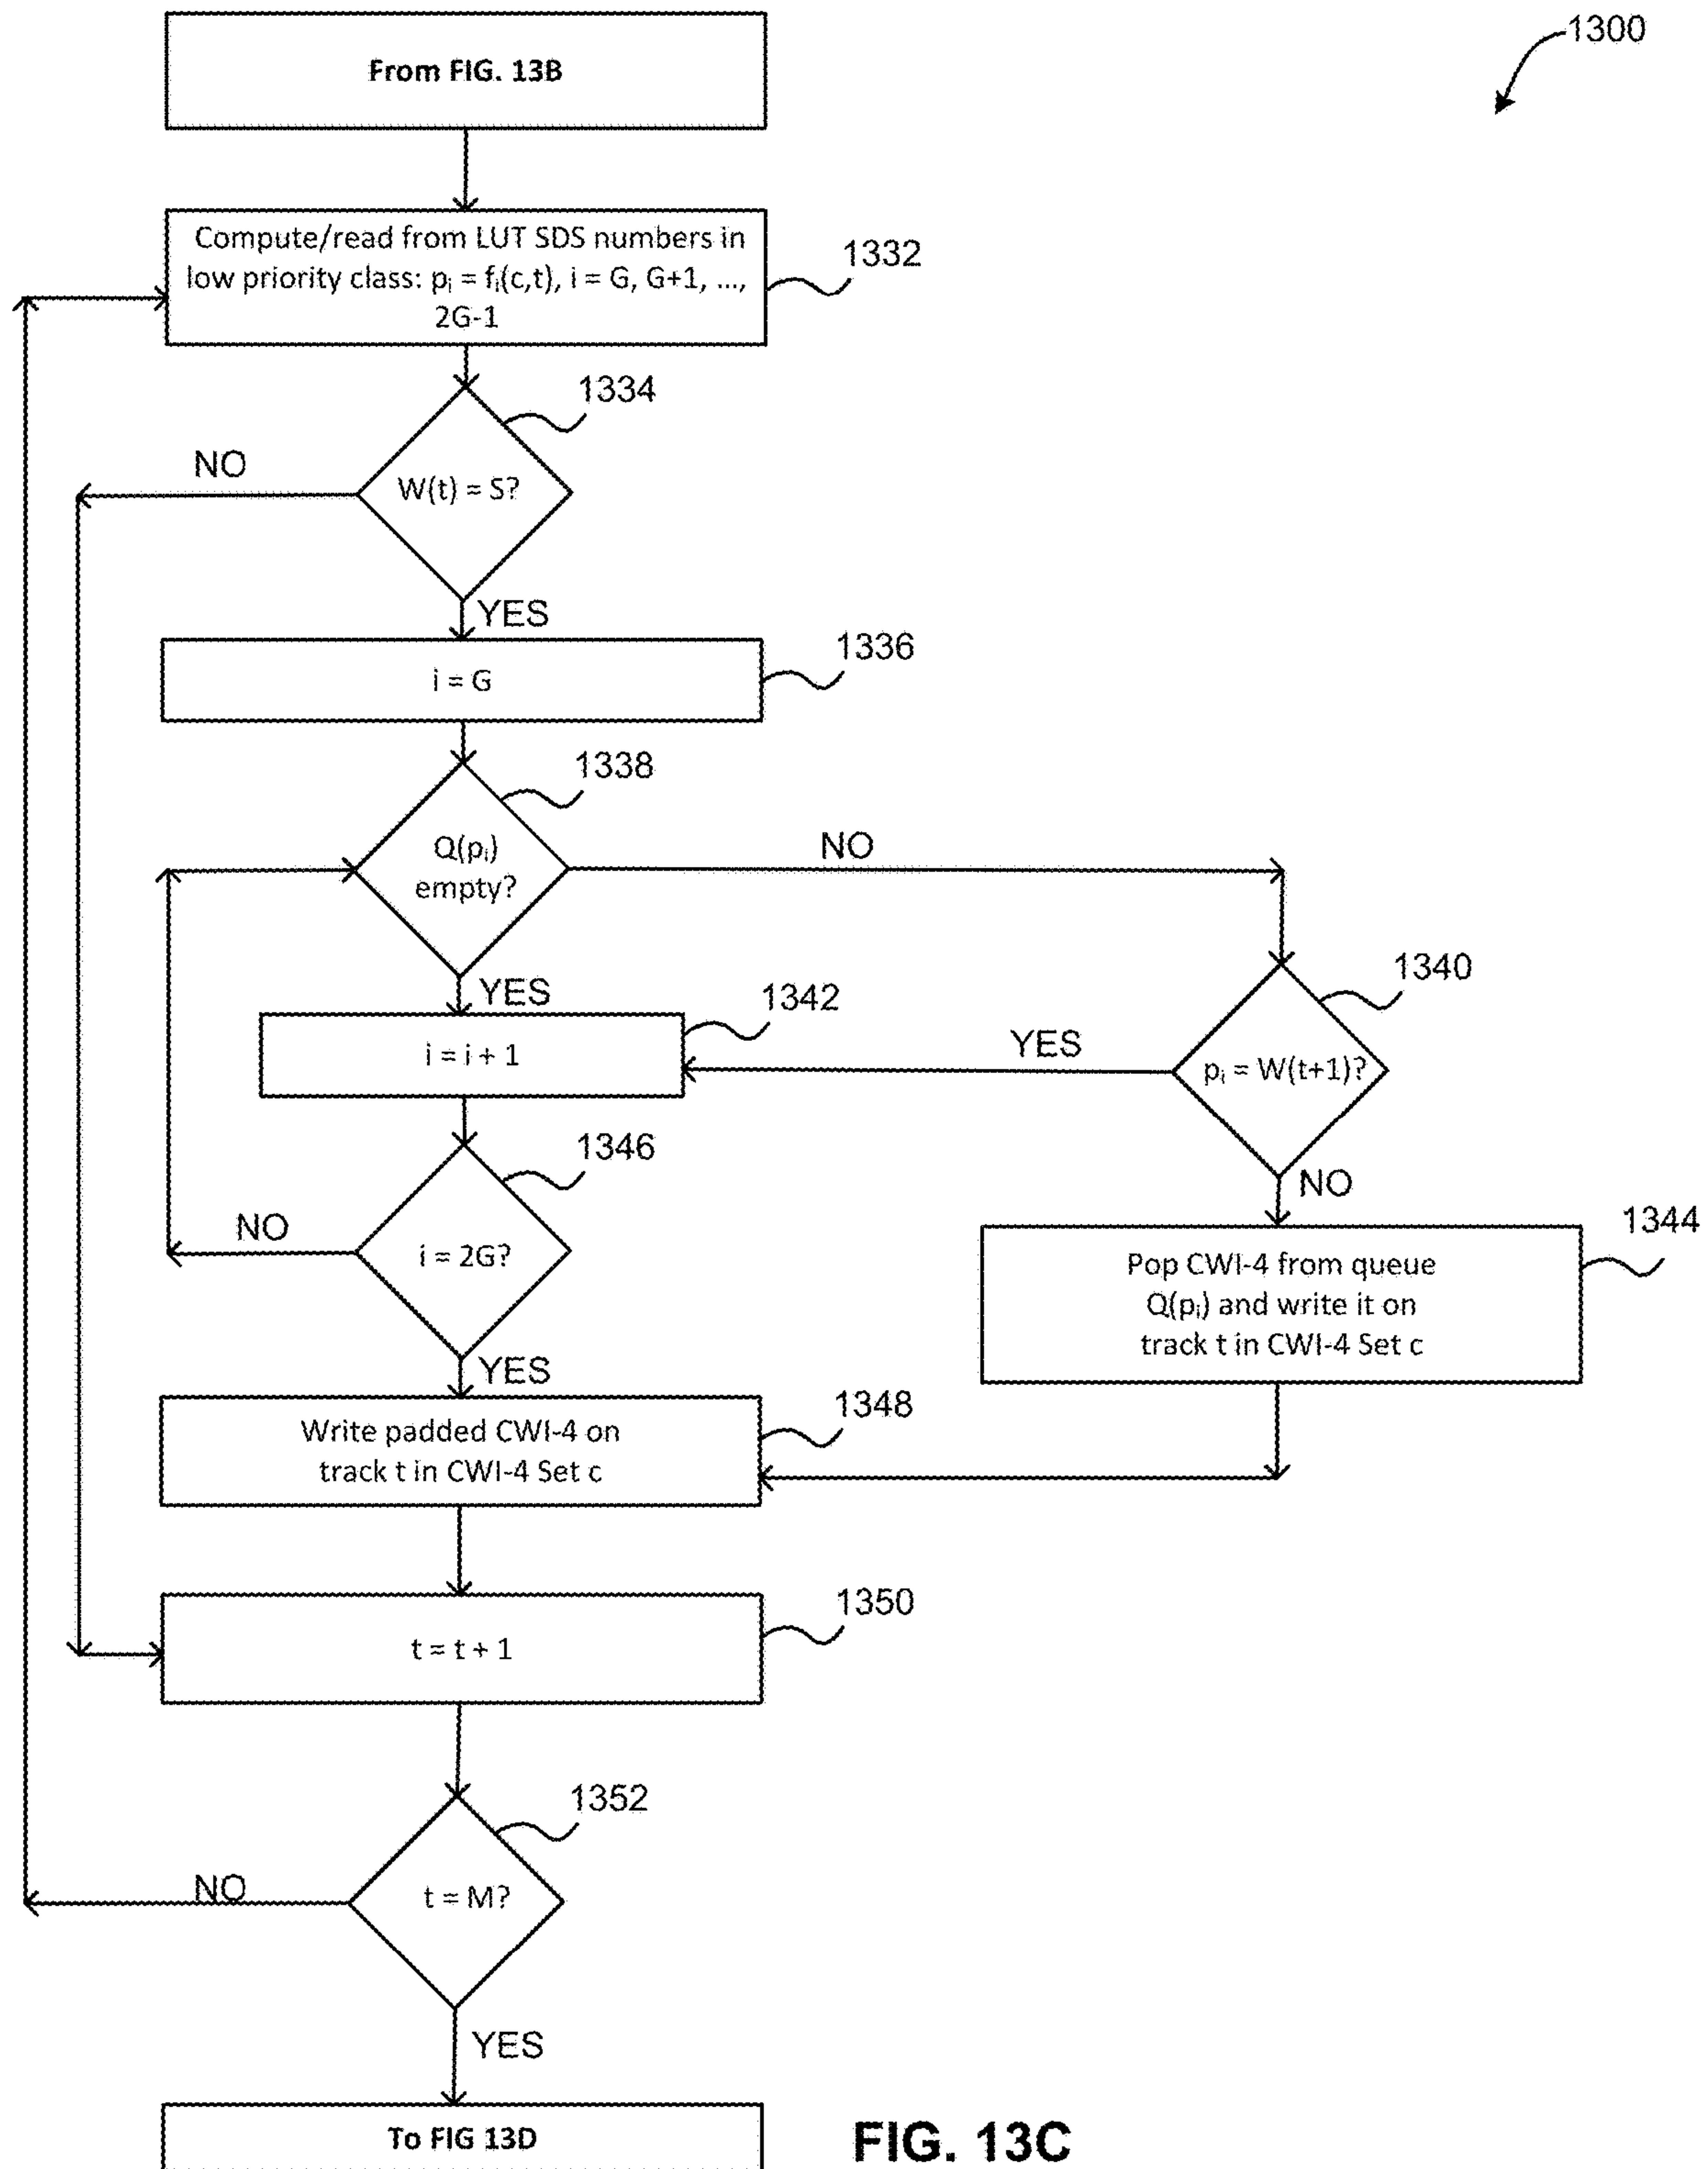 1300
From FIG. 13B
Compute/read from LUT SDS numbers in
low priority class: pᵢ = fᵢ(c,t), i = G, G+1, ...,
2G-1
1332
1334
W(t) = S?
NO
YES
i = G
1336
1338
Q(pᵢ)
empty?
NO
YES
1340
pᵢ = W(t+1)?
YES
NO
i = i + 1
1342
1346
i = 2G?
NO
YES
Pop CWI-4 from queue
Q(pᵢ) and write it on
track t in CWI-4 Set c
1344
Write padded CWI-4 on
track t in CWI-4 Set c
1348
t = t + 1
1350
1352
t = M?
NO
YES
To FIG 13D
FIG. 13C